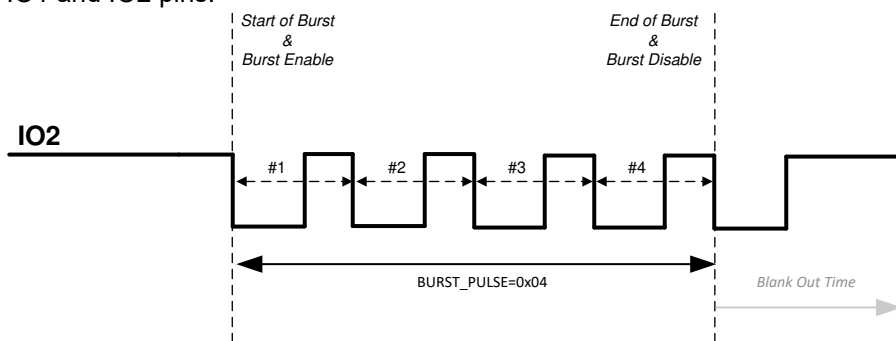 IO1 and IO2 pins.
Start of Burst
&
Burst Enable
End of Burst
&
Burst Disable
IO2
#1
#2
#3
#4
BURST_PULSE=0x04
Blank Out Time